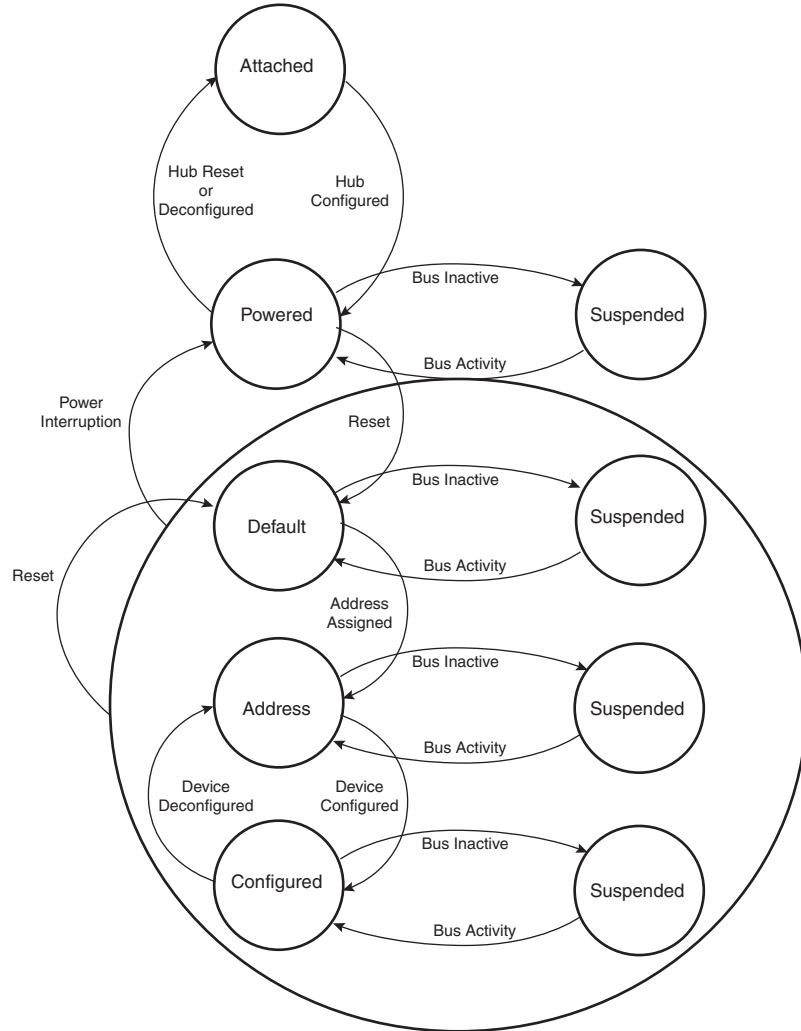 Attached
Hub Reset
or
Deconfigured
Hub
Configured
Powered
Bus Inactive
Suspended
Bus Activity
Power
Interruption
Reset
Default
Bus Inactive
Suspended
Bus Activity
Reset
Address
Assigned
Address
Bus Inactive
Suspended
Bus Activity
Device
Deconfigured
Device
Configured
Configured
Bus Inactive
Suspended
Bus Activity